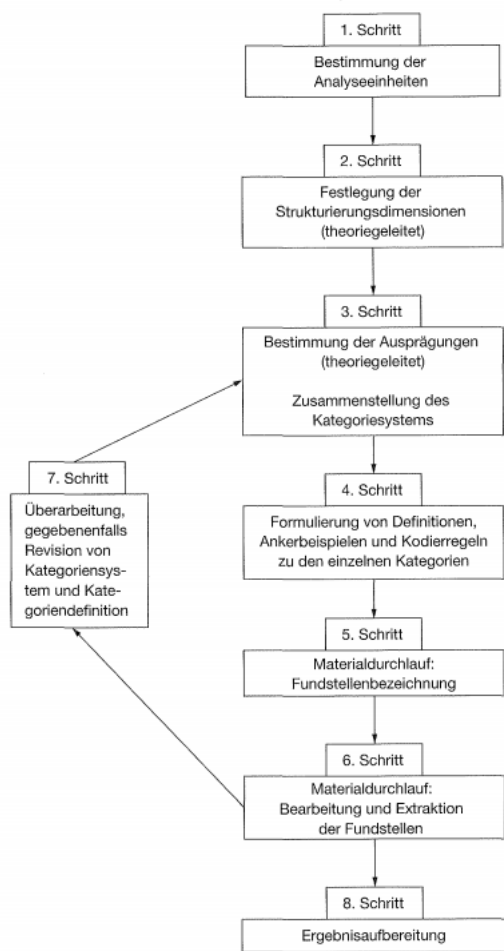 1. Schritt
Bestimmung der
Analyseeinheiten
2. Schritt
Festlegung der
Strukturierungsdimensionen
(theoriegeleitet)
3. Schritt
Bestimmung der Ausprägungen
(theoriegeleitet)
Zusammenstellung des
Kategoriesystems
4. Schritt
Formulierung von Definitionen,
Ankerbeispielen und Kodierregeln
zu den einzelnen Kategorien
5. Schritt
Materialdurchlauf:
Fundstellenbezeichnung
6. Schritt
Materialdurchlauf:
Bearbeitung und Extraktion
der Fundstellen
7. Schritt
Überarbeitung,
gegebenenfalls
Revision von
Kategoriensys-
tem und Kate-
goriendefinition
8. Schritt
Ergebnisaufbereitung